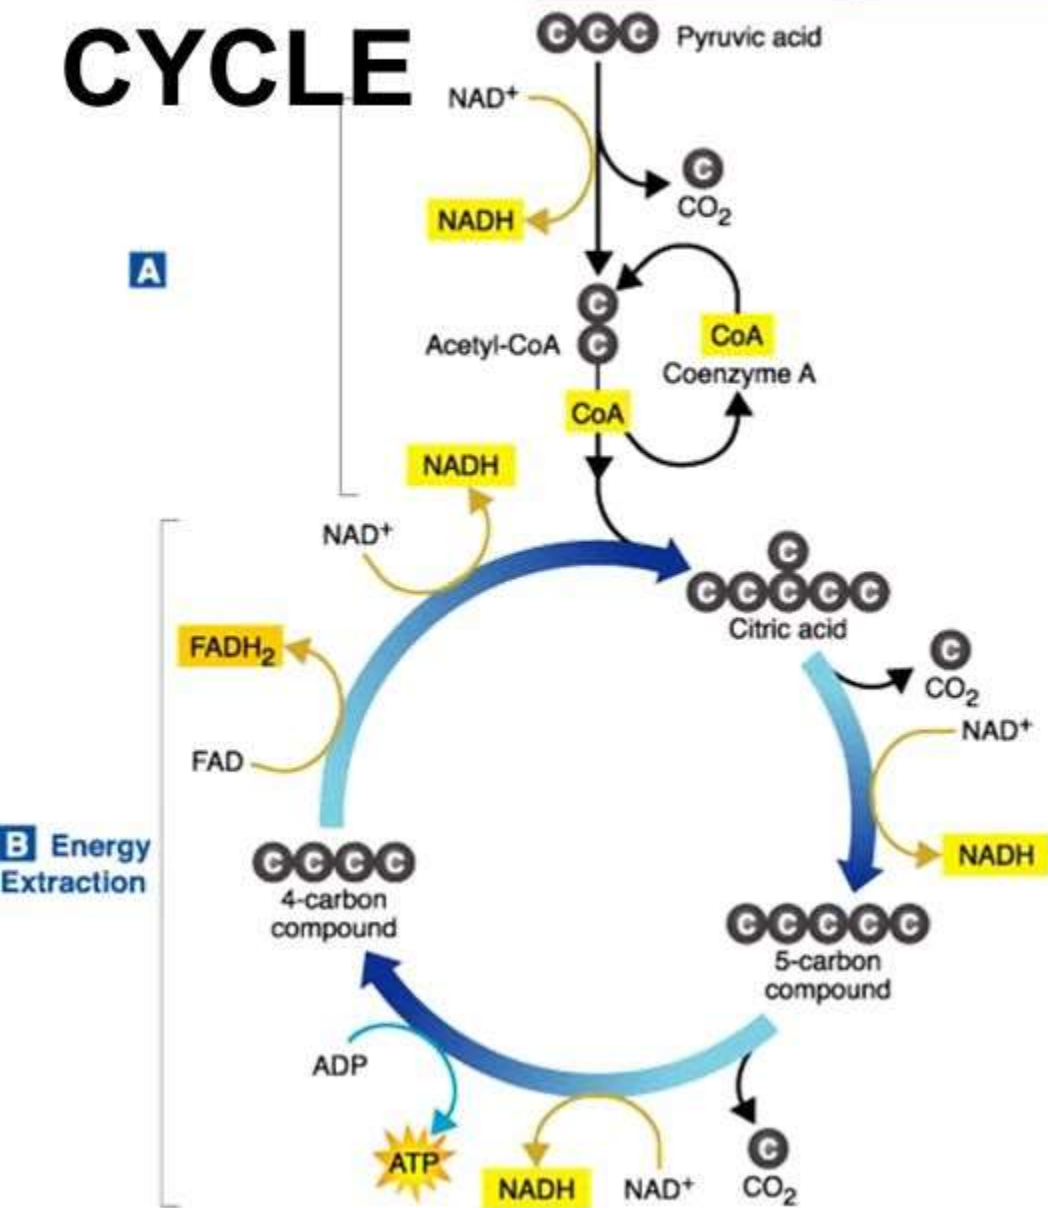 CYCLE
C C C Pyruvic acid
NAD+
C
CO2
NADH
A
C
C
Acetyl-CoA
CoA
Coenzyme A
CoA
NADH
NAD+
C
C C C C C
Citric acid
FADH2
C
CO2
NAD+
FAD
B Energy
Extraction
NADH
C C C C
4-carbon
compound
C C C C C
5-carbon
compound
ADP
ATP
NADH
NAD+
C
CO2